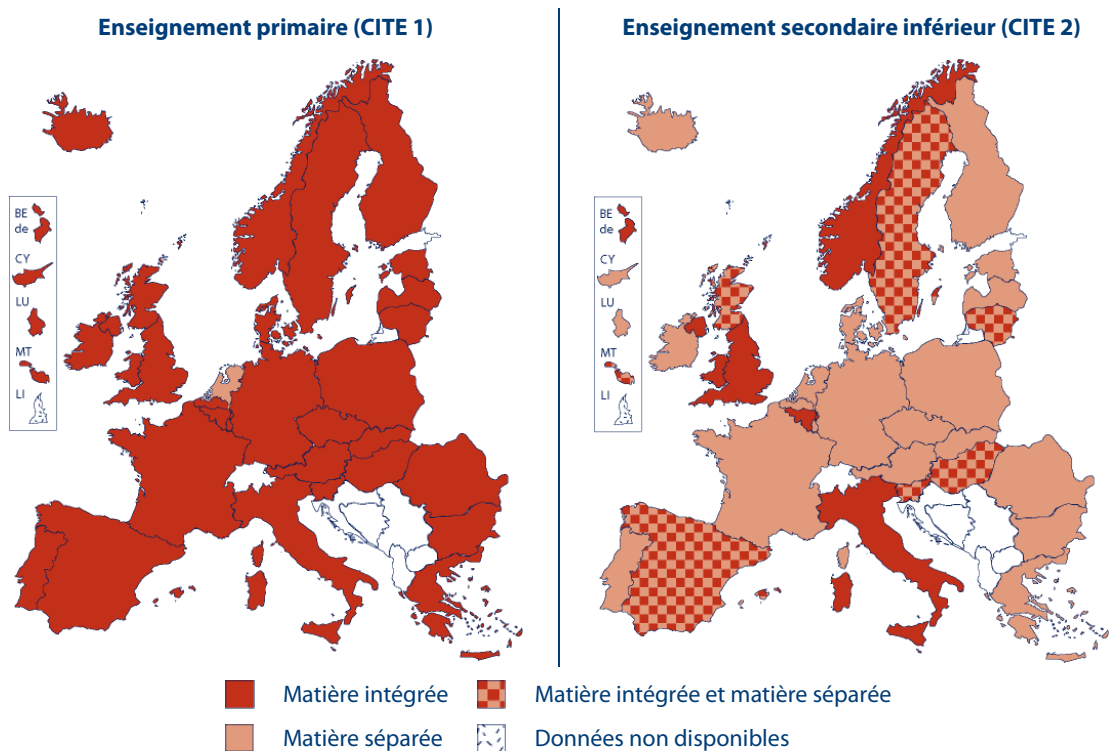 Enseignement primaire (CITE 1)
Enseignement secondaire inférieur (CITE 2)
BE
de
CY
LU
MT
LI
BE
de
CY
LU
MT
LI
Matière intégrée
Matière intégrée et matière séparée
Matière séparée
Données non disponibles